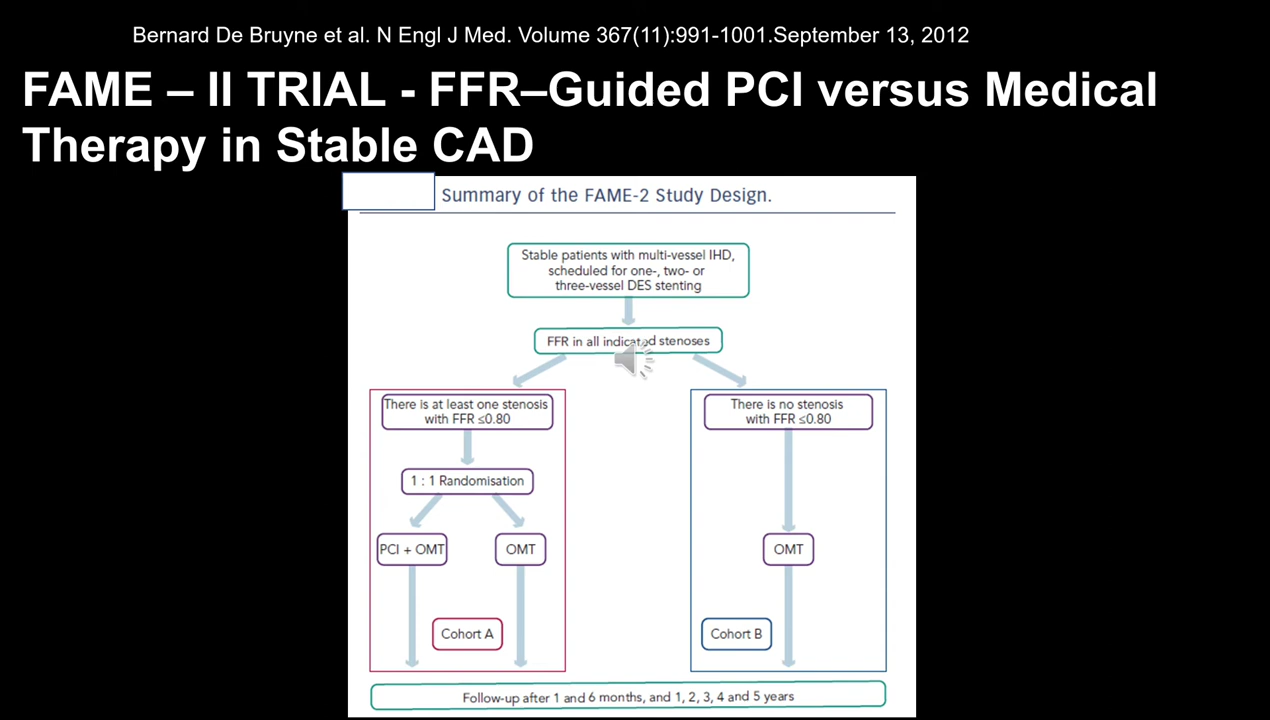 Bernard De Bruyne et al. N Engl J Med. Volume 367(11):991-1001.September 13, 2012
FAME – II TRIAL - FFR–Guided PCI versus Medical
Therapy in Stable CAD
Summary of the FAME-2 Study Design.
Stable patients with multi-vessel IHD,
scheduled for one-, two- or
three-vessel DES stenting
FFR in all indicated stenoses
There is at least one stenosis
with FFR ≤0.80
1 : 1 Randomisation
PCI + OMT
OMT
Cohort A
There is no stenosis
with FFR ≤0.80
OMT
Cohort B
Follow-up after 1 and 6 months, and 1, 2, 3, 4 and 5 years